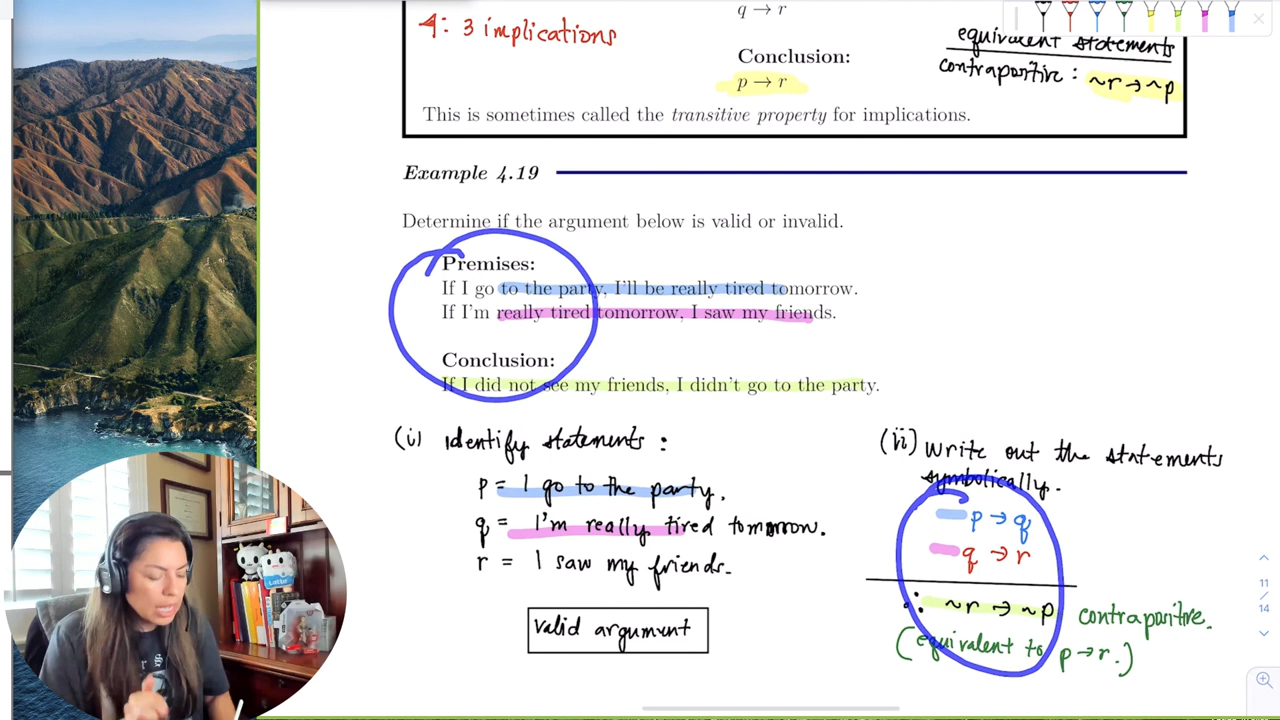 q → r
4: 3 implications
Conclusion:
p → r
equivalent statements
contrapositive: ~r → ~p
This is sometimes called the transitive property for implications.
Example 4.19
Determine if the argument below is valid or invalid.
Premises:
If I go to the party, I'll be really tired tomorrow.
If I'm really tired tomorrow, I saw my friends.
Conclusion:
If I did not see my friends, I didn't go to the party.
(i) Identify statements:
p = I go to the party.
q = I'm really tired tomorrow.
r = I saw my friends.
valid argument
(ii) Write out the statements
symbolically.
p → q
q → r
∴ ~r → ~p contrapositive.
(equivalent to p → r.)
11
/
14
Latte